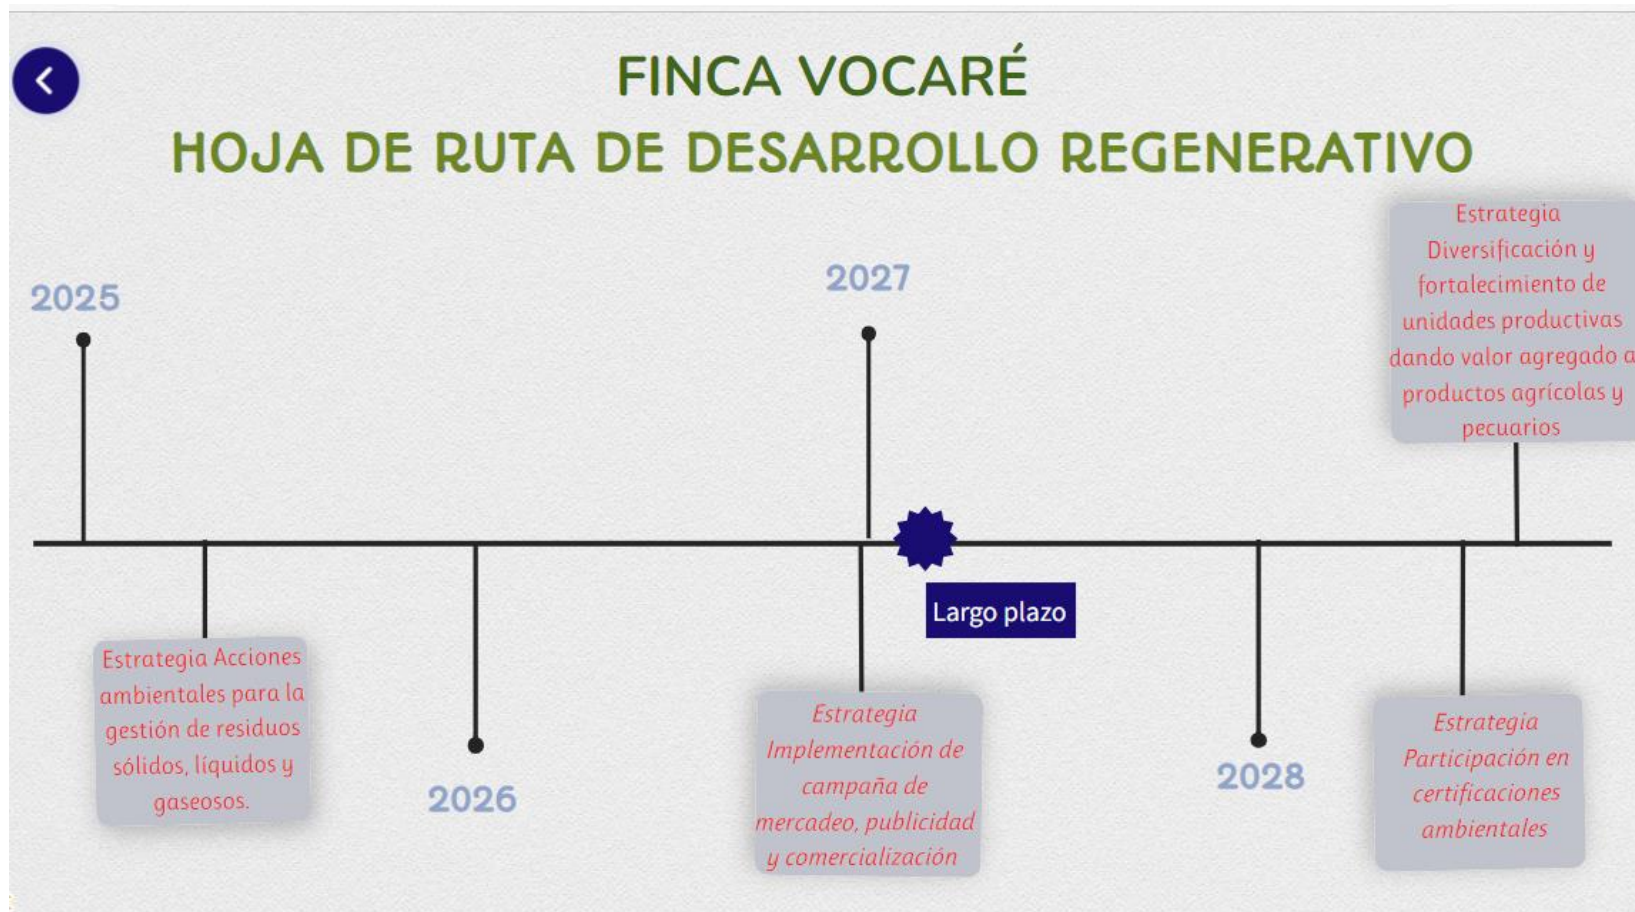 FINCA VOCARÉ
HOJA DE RUTA DE DESARROLLO REGENERATIVO
2025
2027
Estrategia
Diversificación y
fortalecimiento de
unidades productivas
dando valor agregado a
productos agrícolas y
pecuarios
Largo plazo
Estrategia Acciones
ambientales para la
gestión de residuos
sólidos, líquidos y
gaseosos.
2026
Estrategia
Implementación de
campaña de
mercadeo, publicidad
y comercialización
2028
Estrategia
Participación en
certificaciones
ambientales